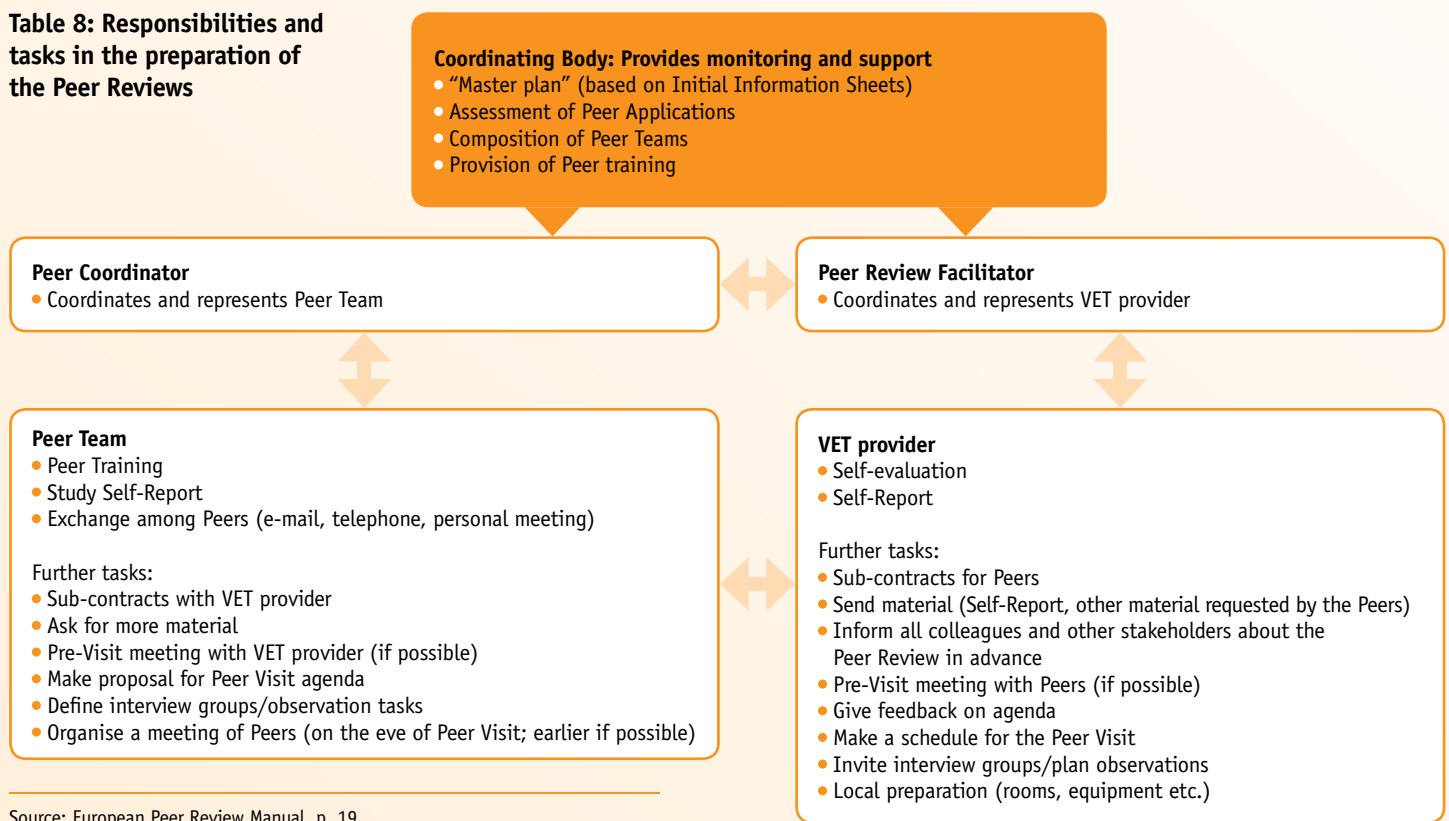 Table 8: Responsibilities and
tasks in the preparation of
the Peer Reviews
Coordinating Body: Provides monitoring and support
• “Master plan” (based on Initial Information Sheets)
• Assessment of Peer Applications
• Composition of Peer Teams
• Provision of Peer training
Peer Coordinator
• Coordinates and represents Peer Team
Peer Review Facilitator
• Coordinates and represents VET provider
Peer Team
• Peer Training
• Study Self-Report
• Exchange among Peers (e-mail, telephone, personal meeting)
Further tasks:
• Sub-contracts with VET provider
• Ask for more material
• Pre-Visit meeting with VET provider (if possible)
• Make proposal for Peer Visit agenda
• Define interview groups/observation tasks
• Organise a meeting of Peers (on the eve of Peer Visit; earlier if possible)
VET provider
• Self-evaluation
• Self-Report
Further tasks:
• Sub-contracts for Peers
• Send material (Self-Report, other material requested by the Peers)
• Inform all colleagues and other stakeholders about the
Peer Review in advance
• Pre-Visit meeting with Peers (if possible)
• Give feedback on agenda
• Make a schedule for the Peer Visit
• Invite interview groups/plan observations
• Local preparation (rooms, equipment etc.)
Source: European Peer Review Manual, p. 19